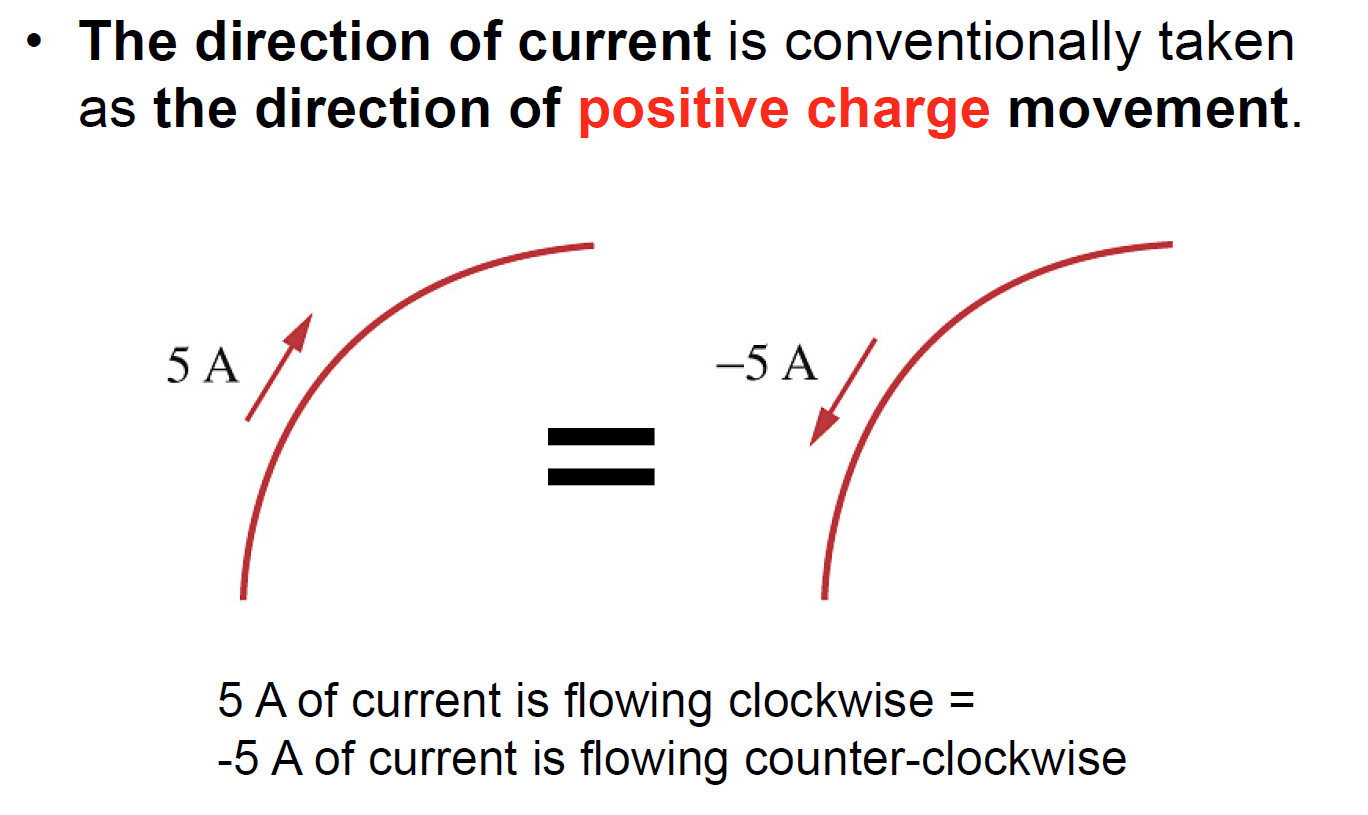 • The direction of current is conventionally taken
as the direction of positive charge movement.
5 A
–5 A
=
5 A of current is flowing clockwise =
-5 A of current is flowing counter-clockwise